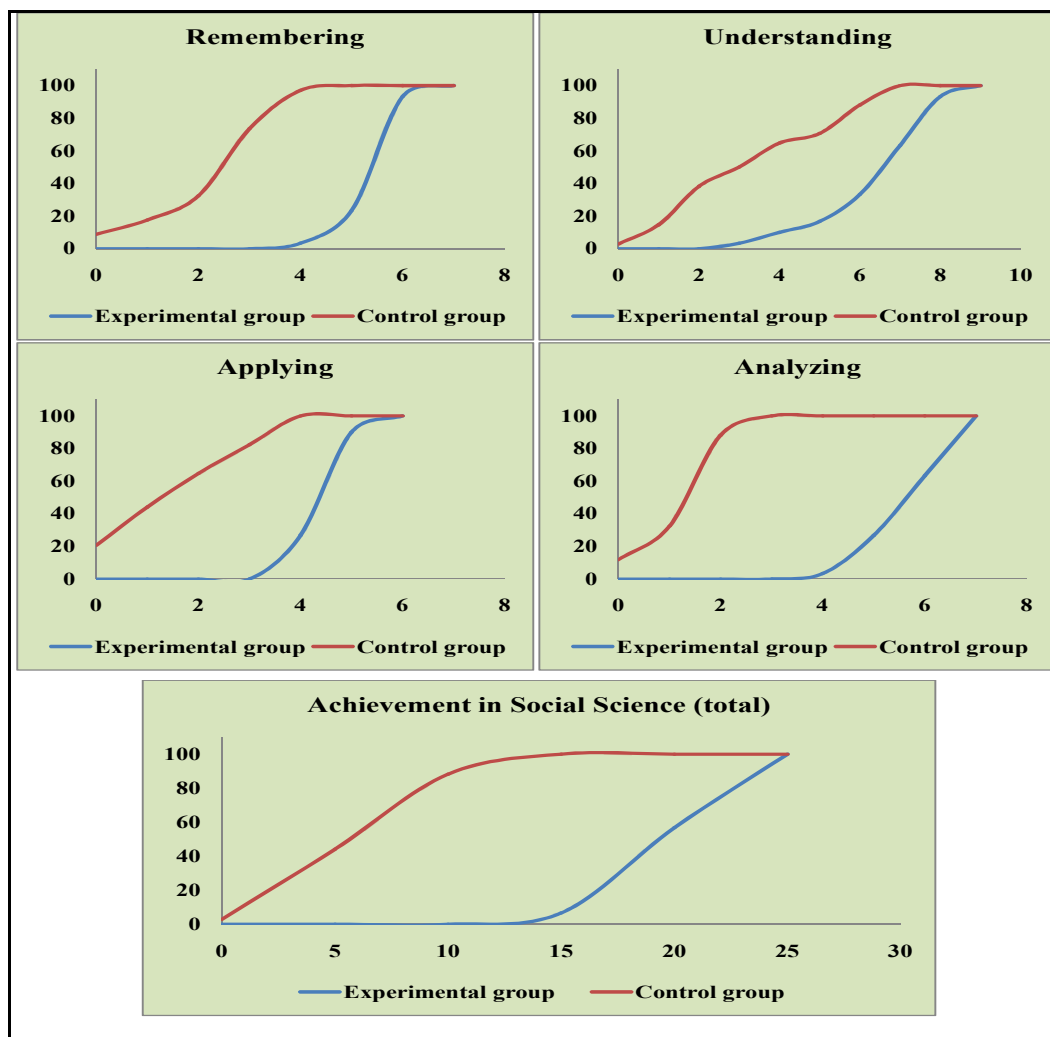 Remembering
100
80
60
40
20
0
0 2 4 6 8
Experimental group Control group
Understanding
100
80
60
40
20
0
0 2 4 6 8 10
Experimental group Control group
Applying
100
80
60
40
20
0
0 2 4 6 8
Experimental group Control group
Analyzing
100
80
60
40
20
0
0 2 4 6 8
Experimental group Control group
Achievement in Social Science (total)
100
80
60
40
20
0
0 5 10 15 20 25 30
Experimental group Control group